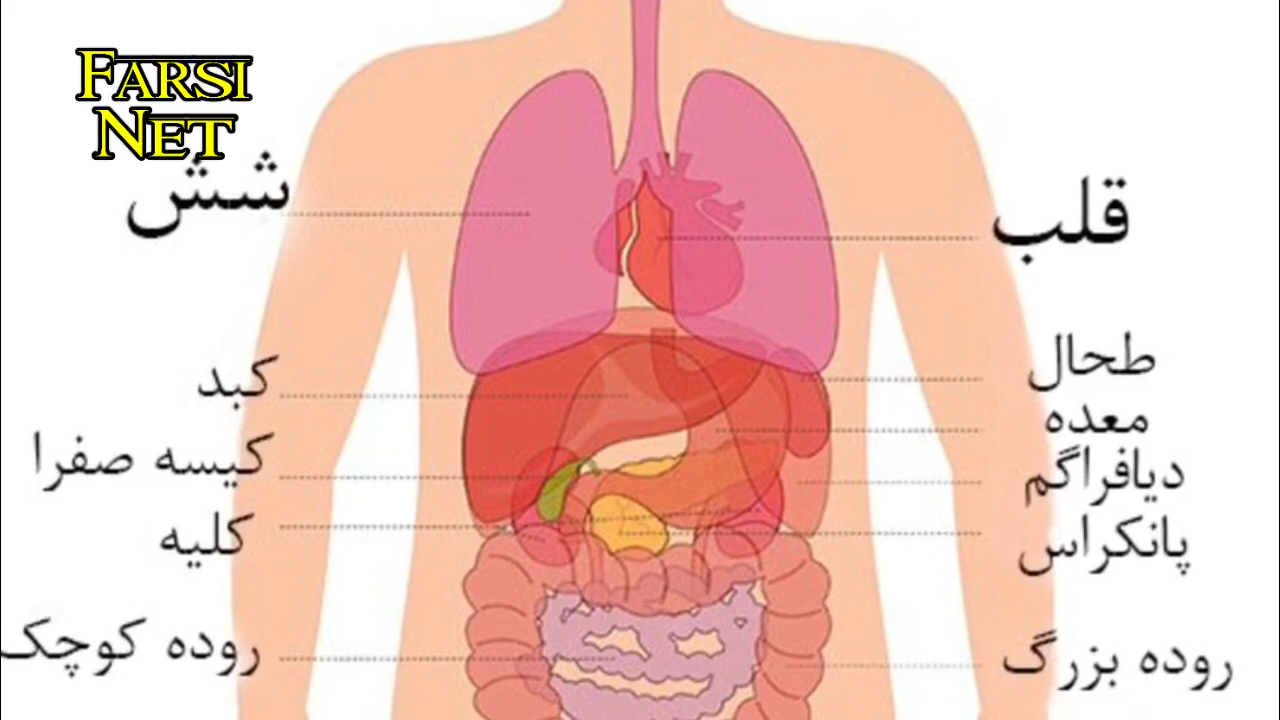 FARSI
NET
شش
قلب
طحال
کبد
معده
کیسه صفرا
دیافراگم
کلیه
پانکراس
روده کوچک
روده بزرگ